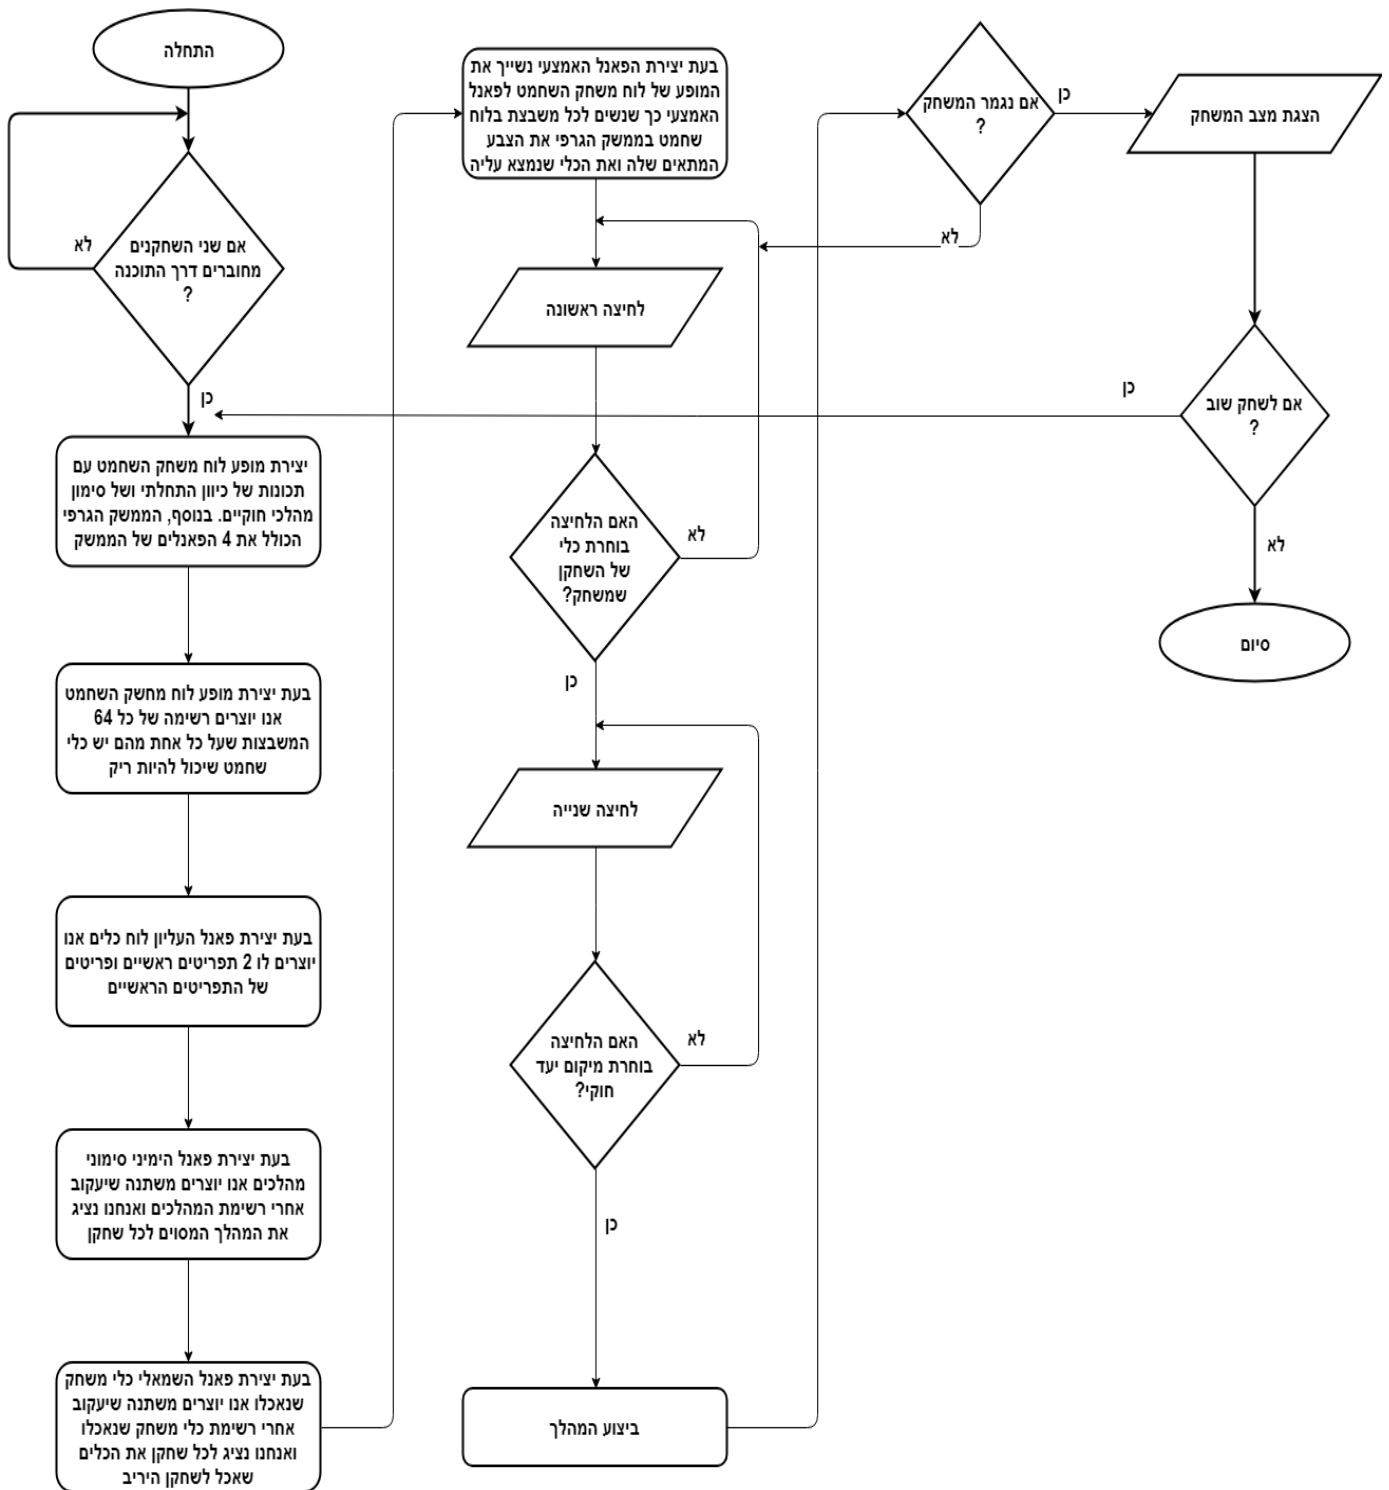 התחלה
אם שני השחקנים
מחוברים דרך התוכנה
?
לא
כן
יצירת מופע לוח משחק השחמט עם
תכונות של כיוון התחלתי ושל סימון
מהלכי חוקיים. בנוסף, הממשק הגרפי
הכולל את 4 הפאנלים של הממשק
בעת יצירת מופע לוח מחשק השחמט
אנו יוצרים רשימה של כל 64
המשבצות שעל כל אחת מהם יש כלי
שחמט שיכול להיות ריק
בעת יצירת פאנל העליון לוח כלים אנו
יוצרים לו 2 תפריטים ראשיים ופריטים
של התפריטים הראשיים
בעת יצירת פאנל הימיני סימוני
מהלכים אנו יוצרים משתנה שיעקוב
אחרי רשימת המהלכים ואנחנו נציג
את המהלך המסוים לכל שחקן
בעת יצירת פאנל השמאלי כלי משחק
שנאכלו אנו יוצרים משתנה שיעקוב
אחרי רשימת כלי משחק שנאכלו
ואנחנו נציג לכל שחקן את הכלים
שאכל לשחקן היריב
בעת יצירת הפאנל האמצעי נשייך את
המופע של לוח משחק השחמט לפאנל
האמצעי כך שנשים לכל משבצת בלוח
שחמט בממשק הגרפי את הצבע
המתאים שלה ואת הכלי שנמצא עליה
לחיצה ראשונה
האם הלחיצה
בוחרת כלי
של השחקן
שמשחק?
לא
כן
לחיצה שנייה
האם הלחיצה
בוחרת מיקום יעד
חוקי?
לא
כן
ביצוע המהלך
אם נגמר המשחק
?
כן
לא
הצגת מצב המשחק
אם לשחק שוב
?
כן
לא
סיום